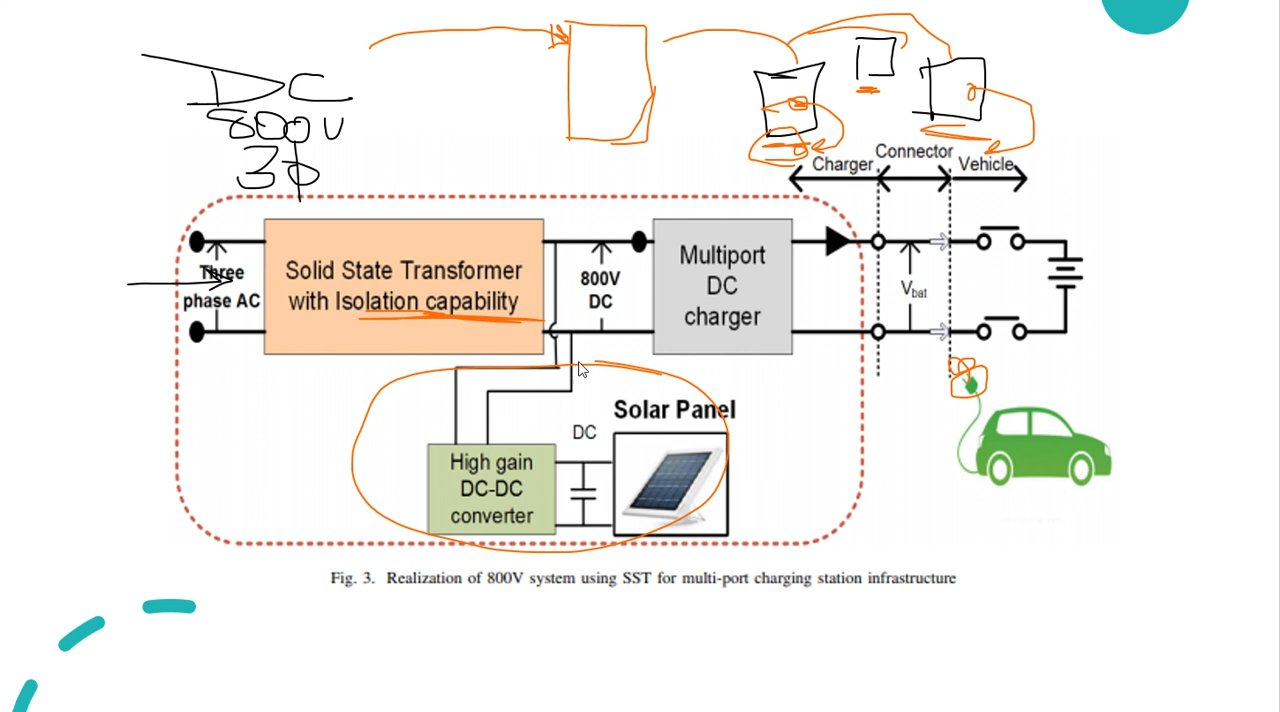 DC
800V
3Φ
Charger
Connector
Vehicle
Three
phase AC
Solid State Transformer
with Isolation capability
800V
DC
Multiport
DC
charger
Vbat
Solar Panel
DC
High gain
DC-DC
converter
Fig. 3. Realization of 800V system using SST for multi-port charging station infrastructure